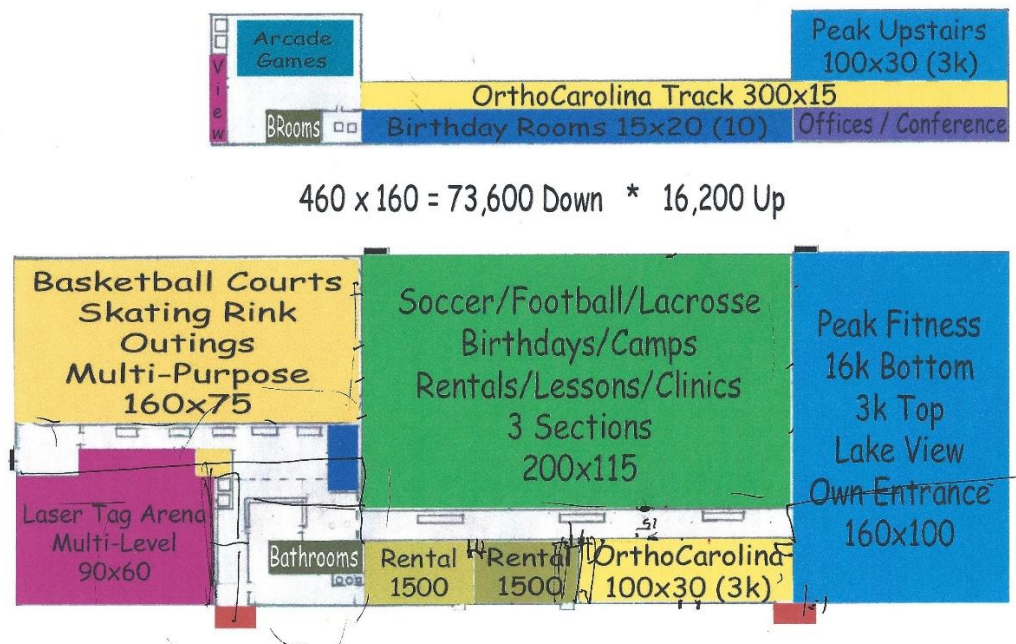 Arcade
Games
View
BRooms
Peak Upstairs
100x30 (3k)
OrthoCarolina Track 300x15
Birthday Rooms 15x20 (10)
Offices / Conference
460 x 160 = 73,600 Down * 16,200 Up
Basketball Courts
Skating Rink
Outings
Multi-Purpose
160x75
Soccer/Football/Lacrosse
Birthdays/Camps
Rentals/Lessons/Clinics
3 Sections
200x115
Peak Fitness
16k Bottom
3k Top
Lake View
Own Entrance
160x100
Laser Tag Arena
Multi-Level
90x60
Bathrooms
Rental
1500
Rental
1500
OrthoCarolina
100x30 (3k)